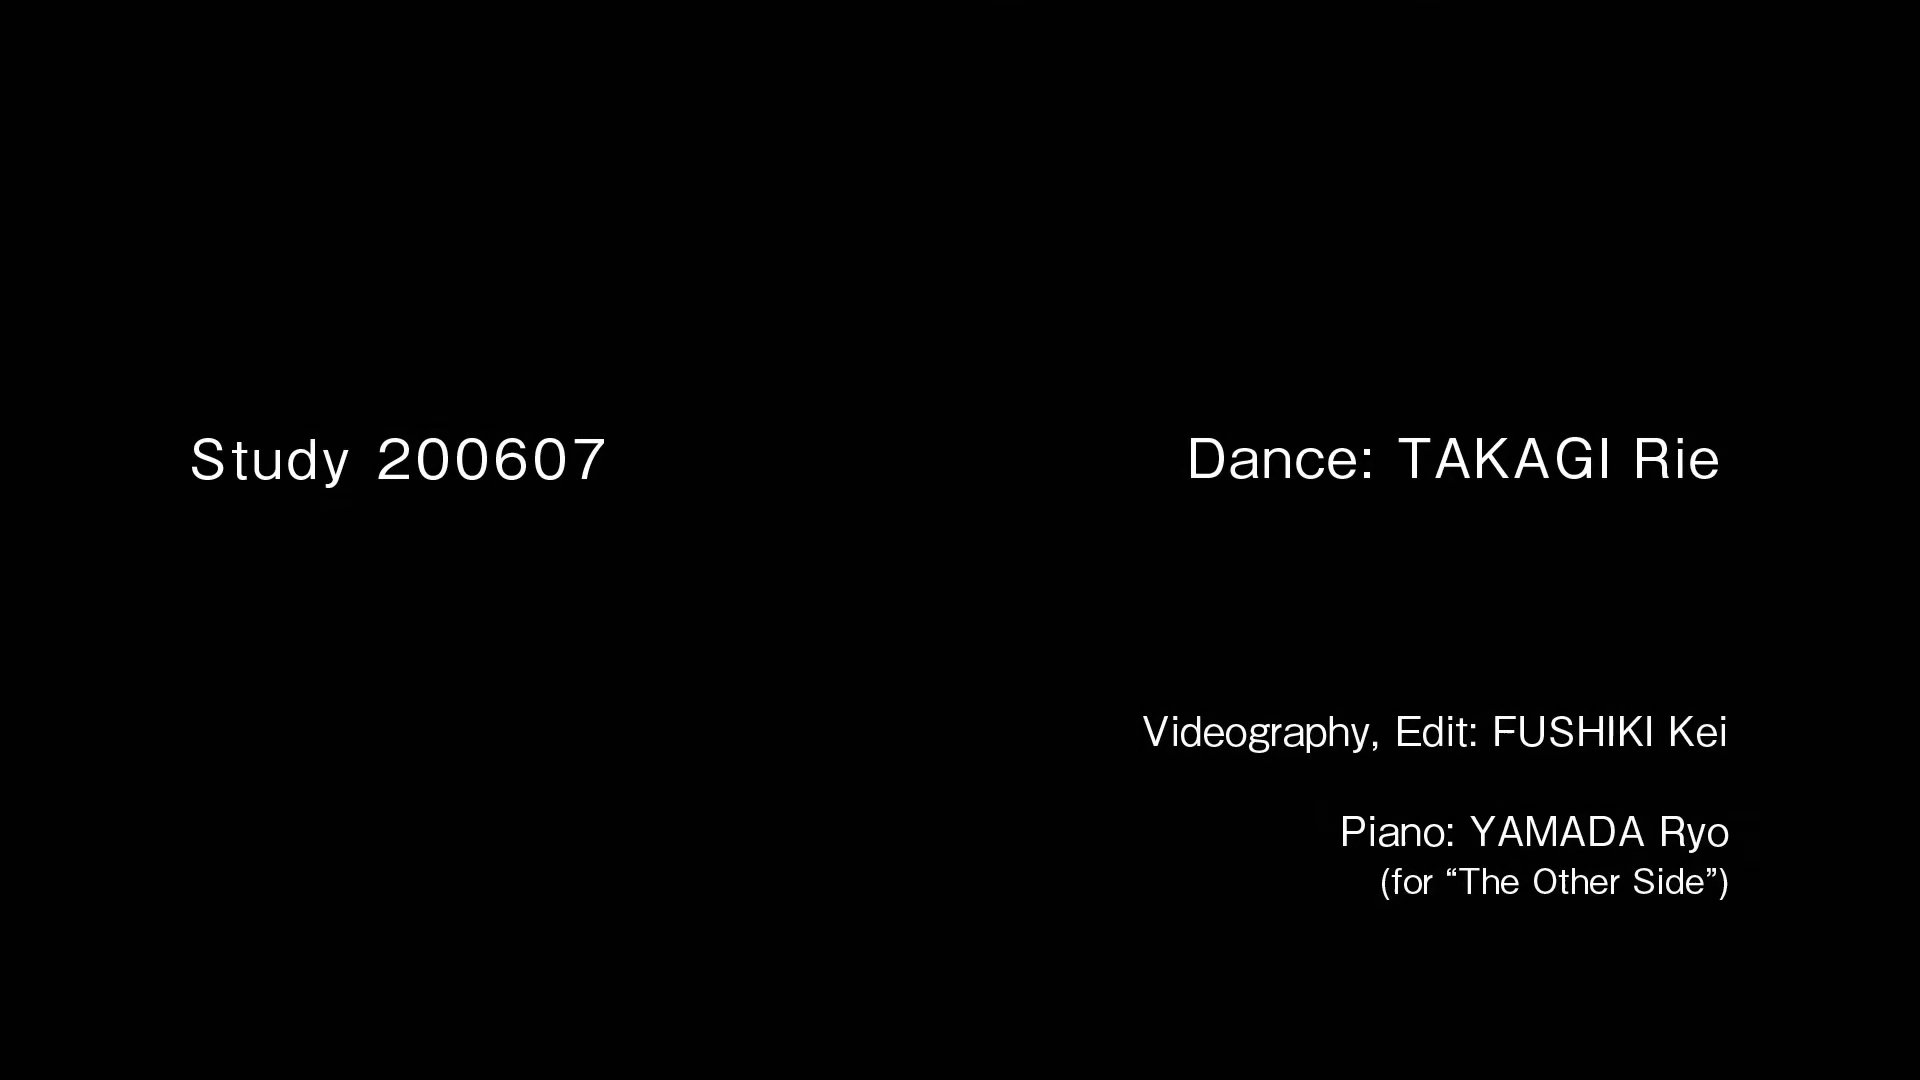 Study 200607
Dance: TAKAGI Rie
Videography, Edit: FUSHIKI Kei
Piano: YAMADA Ryo
(for “The Other Side”)